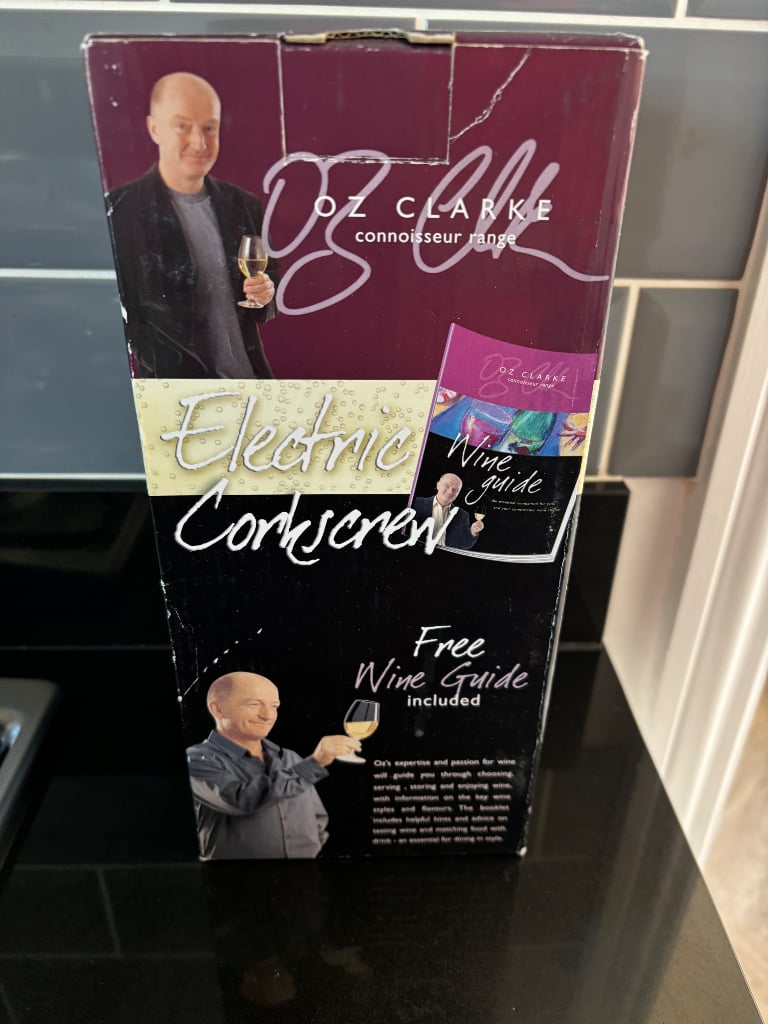 OZ CLARKE
connoisseur range
OZ CLARKE
connoisseur range
Electric
Corkscrew
Wine
guide
Free
Wine Guide
included
Oz's expertise and passion for wine
will guide you through choosing,
serving , storing and enjoying wine,
with information on the key wine
styles and flavours. The booklet
includes helpful hints and advice on
tasting wine and matching food with
drink - an essential for dining in style.